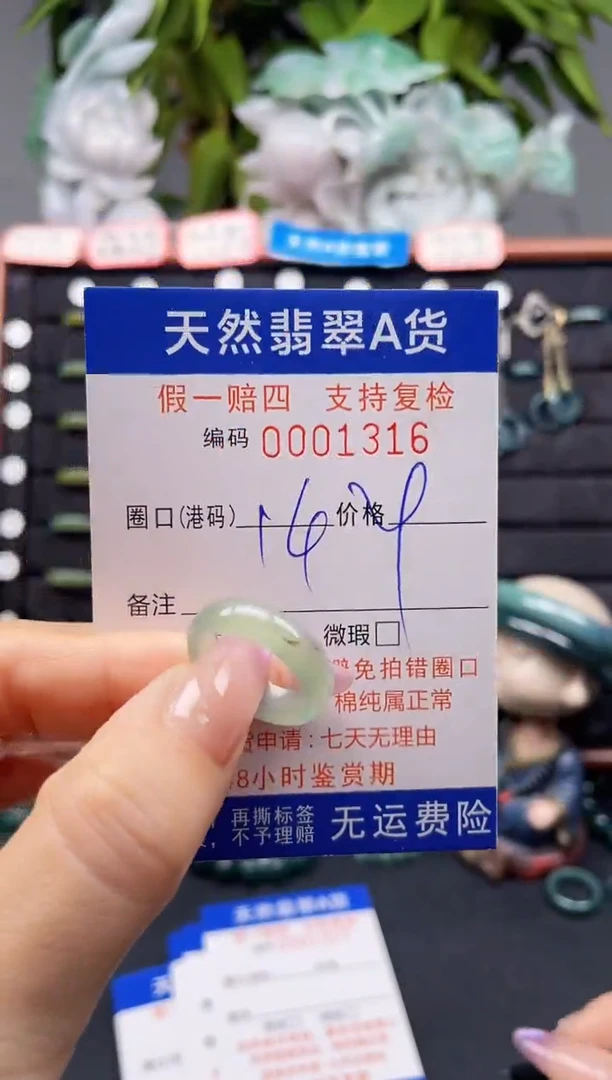 天然翡翠A货
假一赔四 支持复检
编码 0001316
圈口(港码) 14 价格
备注
微瑕□
免拍错圈口
棉纯属正常
申请:七天无理由
8小时鉴赏期
再撕标签
,不予理赔
无运费险